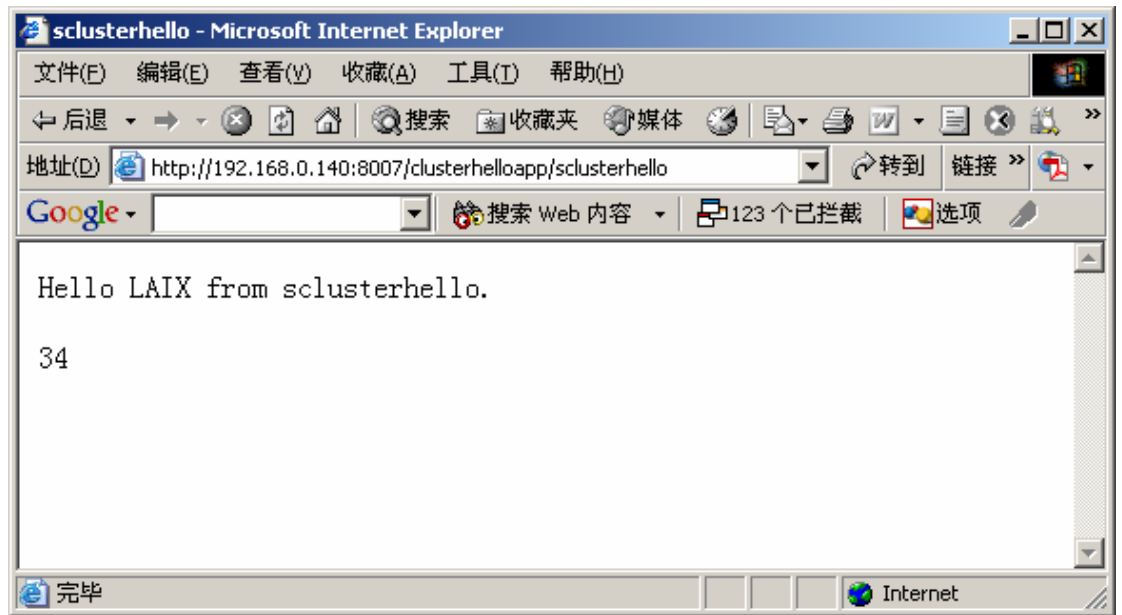 sclusterhello - Microsoft Internet Explorer
文件(F) 编辑(E) 查看(V) 收藏(A) 工具(T) 帮助(H)
后退 搜索 收藏夹 媒体 W »
地址(D) http://192.168.0.140:8007/clusterhelloapp/sclusterhello 转到 链接 »
Google 搜索 Web 内容 123 个已拦截 选项
Hello LAIX from sclusterhello.
34
完毕 Internet